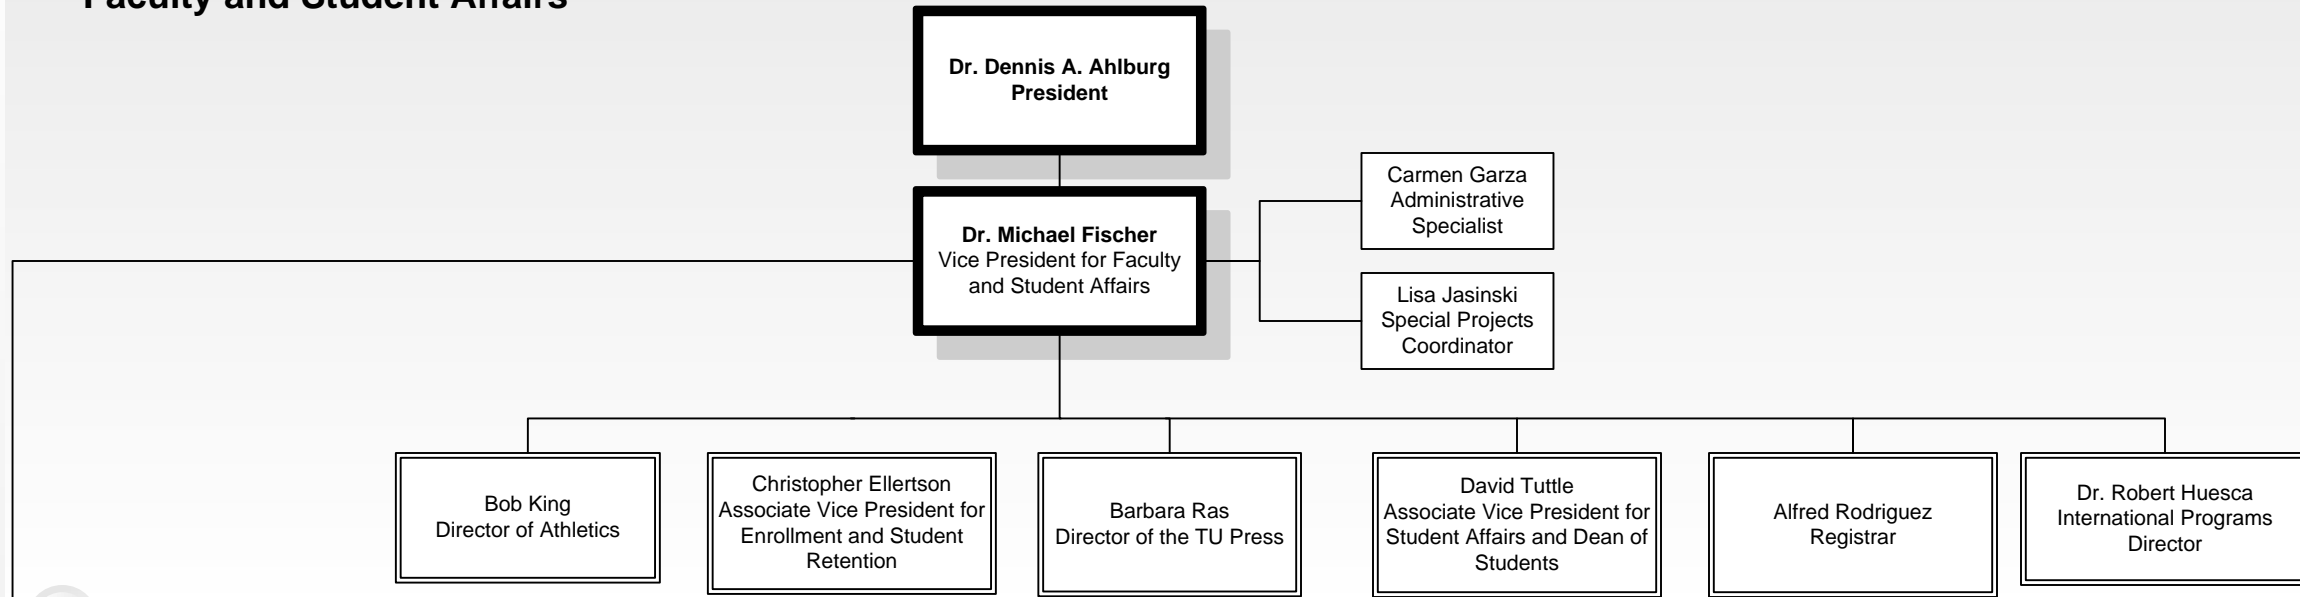 Faculty and Student Affairs
Dr. Dennis A. Ahlburg
President
Dr. Michael Fischer
Vice President for Faculty
and Student Affairs
Carmen Garza
Administrative
Specialist
Lisa Jasinski
Special Projects
Coordinator
Bob King
Director of Athletics
Christopher Ellertson
Associate Vice President for
Enrollment and Student
Retention
Barbara Ras
Director of the TU Press
David Tuttle
Associate Vice President for
Student Affairs and Dean of
Students
Alfred Rodriguez
Registrar
Dr. Robert Huesca
International Programs
Director